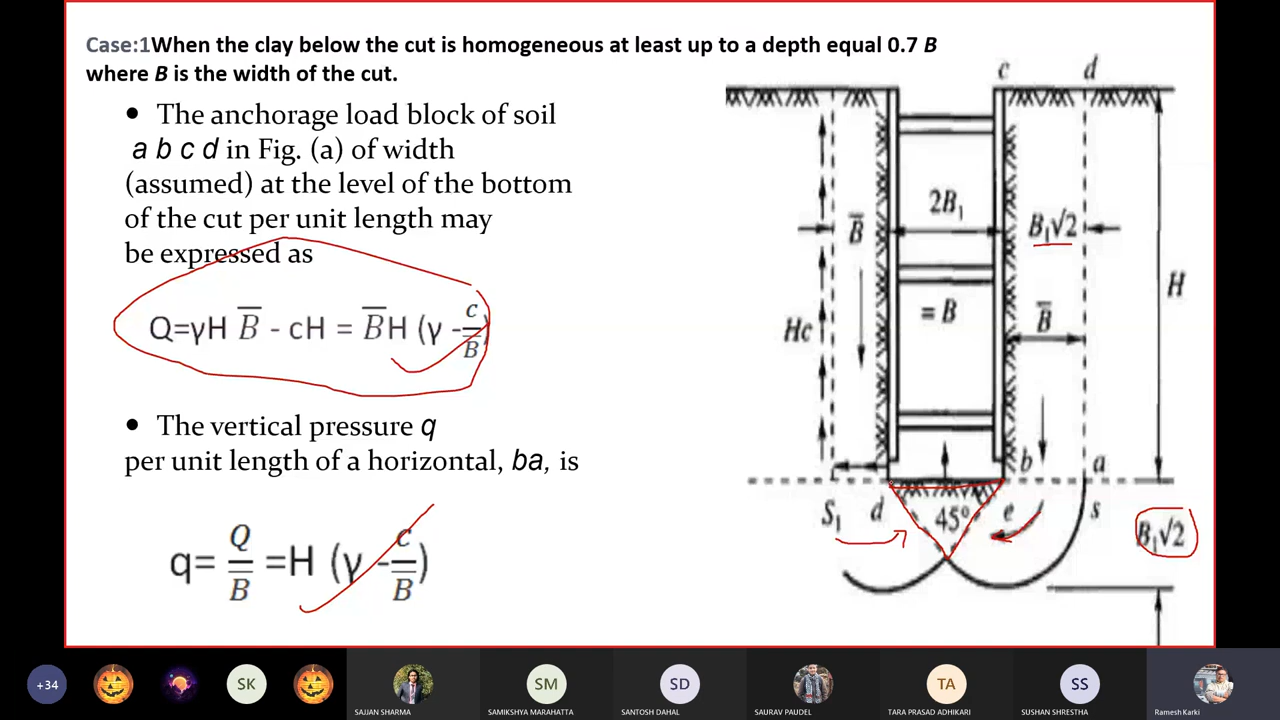 Case:1When the clay below the cut is homogeneous at least up to a depth equal 0.7 B
where B is the width of the cut.
• The anchorage load block of soil
a b c d in Fig. (a) of width
(assumed) at the level of the bottom
of the cut per unit length may
be expressed as
Q=γH B̅ - cH = B̅H (γ -c/B̅)
• The vertical pressure q
per unit length of a horizontal, ba, is
q= Q/B̅ =H (γ -c/B̅)
c d
2B₁
B̅
B₁√2
H
= B
B̅
Hc
b a
S₁ d 45° e s
B₁√2
+34
SK
SM
SD
TA
SS
SAJJAN SHARMA
SAMIKSHYA MARAHATTA
SANTOSH DAHAL
SAURAV PAUDEL
TARA PRASAD ADHIKARI
SUSHAN SHRESTHA
Ramesh Karki